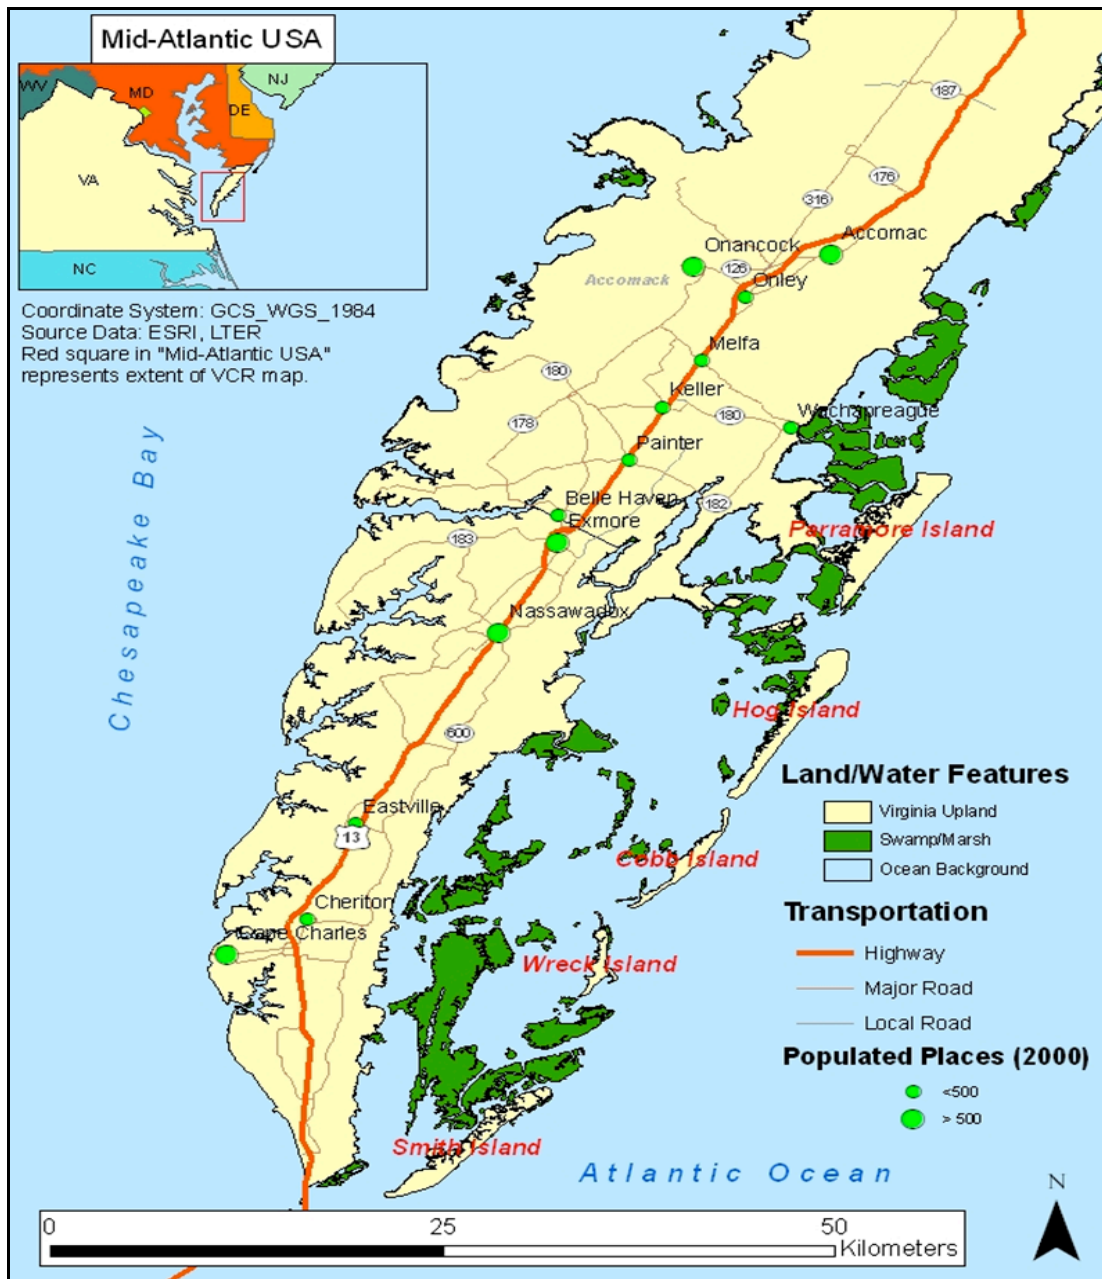 Mid-Atlantic USA
WV
MD
DE
NJ
VA
NC
Coordinate System: GCS_WGS_1984
Source Data: ESRI, LTER
Red square in "Mid-Atlantic USA"
represents extent of VCR map.
187
176
316
Accomac
Onancock
126
Accomack
Onley
Melfa
180
Keller
180
Wachapreague
178
Painter
Belle Haven
182
Exmore
183
Parramore Island
Chesapeake Bay
Nassawadox
Hog Island
600
Land/Water Features
Virginia Upland
Swamp/Marsh
Ocean Background
Eastville
13
Cobb Island
Cheriton
Cape Charles
Transportation
Highway
Major Road
Local Road
Wreck Island
Populated Places (2000)
<500
> 500
Smith Island
Atlantic Ocean
N
0 25 50
Kilometers